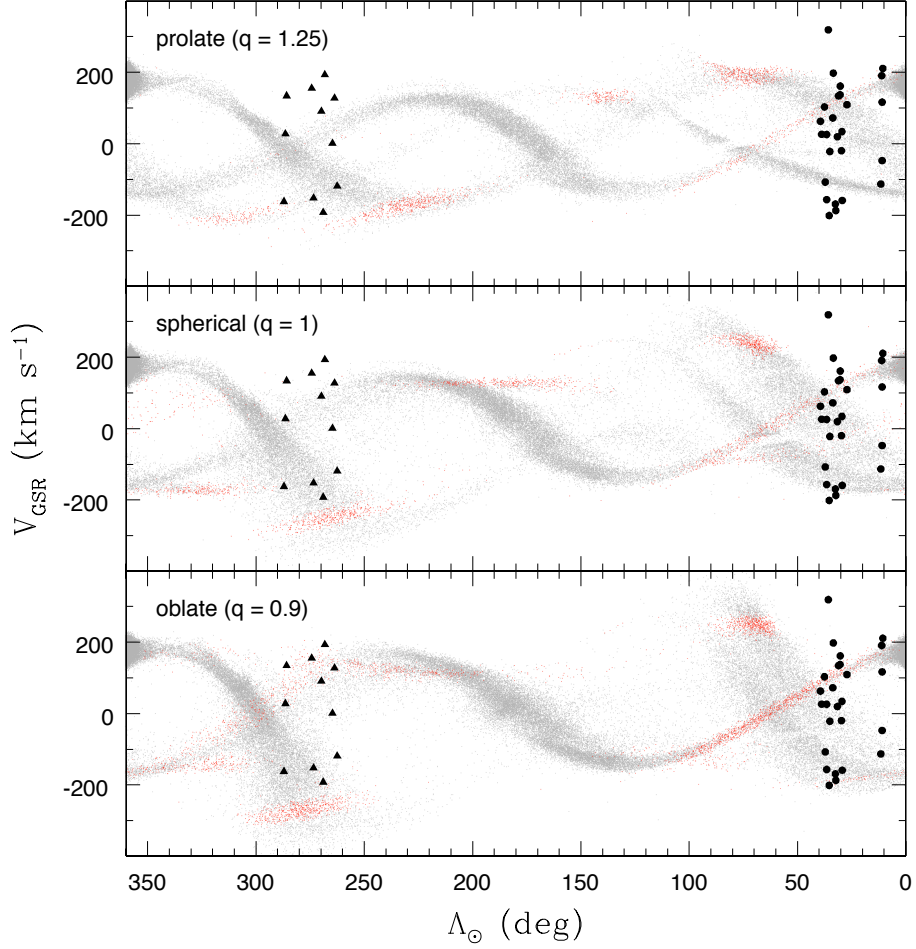 prolate (q = 1.25)
200
0
-200
spherical (q = 1)
200
0
-200
oblate (q = 0.9)
200
0
-200
V_GSR (km s⁻¹)
350 300 250 200 150 100 50 0
Λ_⊙ (deg)